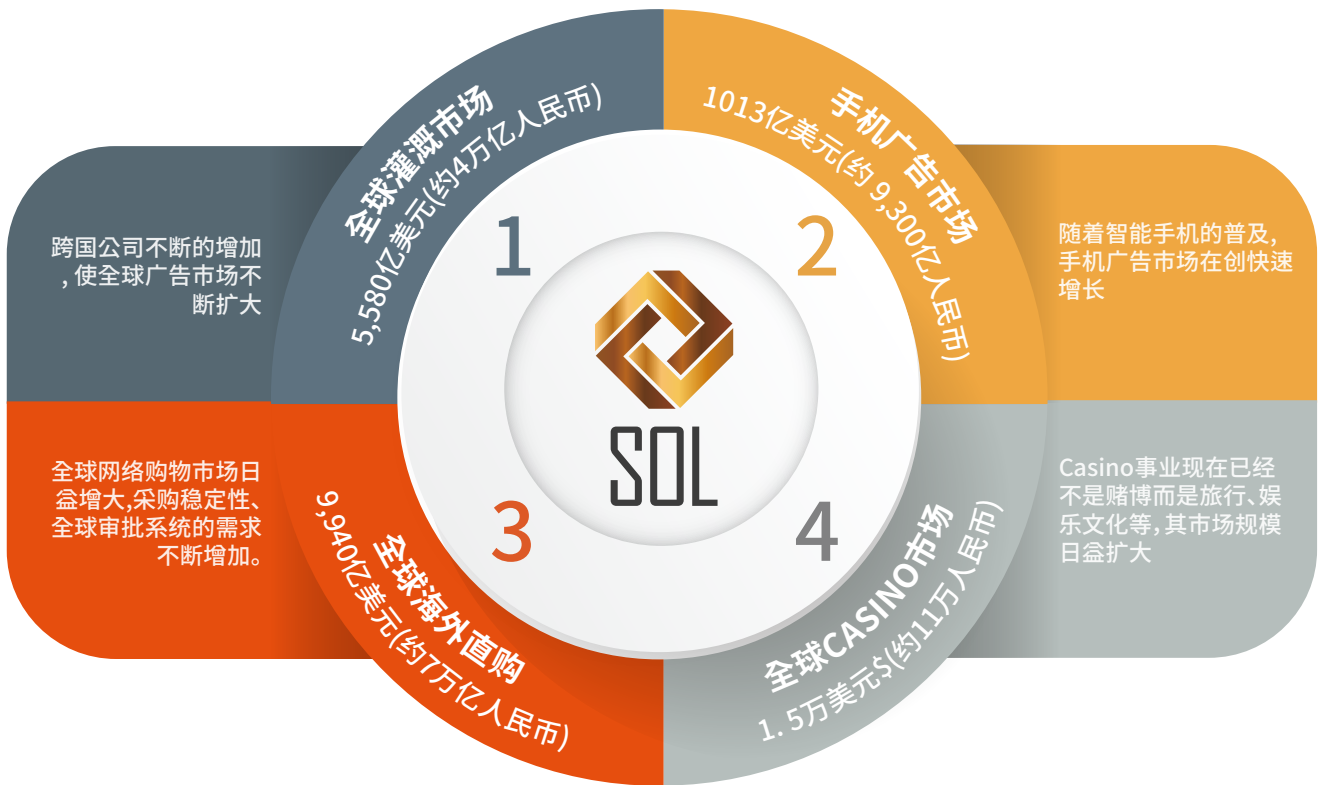 全球灌溉市场
5,580亿美元(约4万亿人民币)
1
跨国公司不断的增加
,使全球广告市场不
断扩大
手机广告市场
1013亿美元(约 9,300亿人民币)
2
随着智能手机的普及,
手机广告市场在创快速
增长
SOL
3
全球海外直购
9,940亿美元(约7万亿人民币)
全球网络购物市场日
益增大,采购稳定性、
全球审批系统的需求
不断增加。
4
全球CASINO市场
1. 5万美元$(约11万人民币)
Casino事业现在已经
不是赌博而是旅行、娱
乐文化等,其市场规模
日益扩大